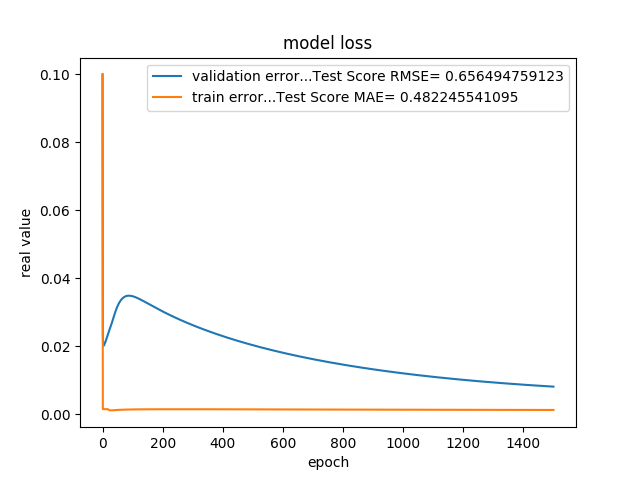 model loss
validation error...Test Score RMSE= 0.656494759123
train error...Test Score MAE= 0.482245541095
real value
0.10
0.08
0.06
0.04
0.02
0.00
0 200 400 600 800 1000 1200 1400
epoch